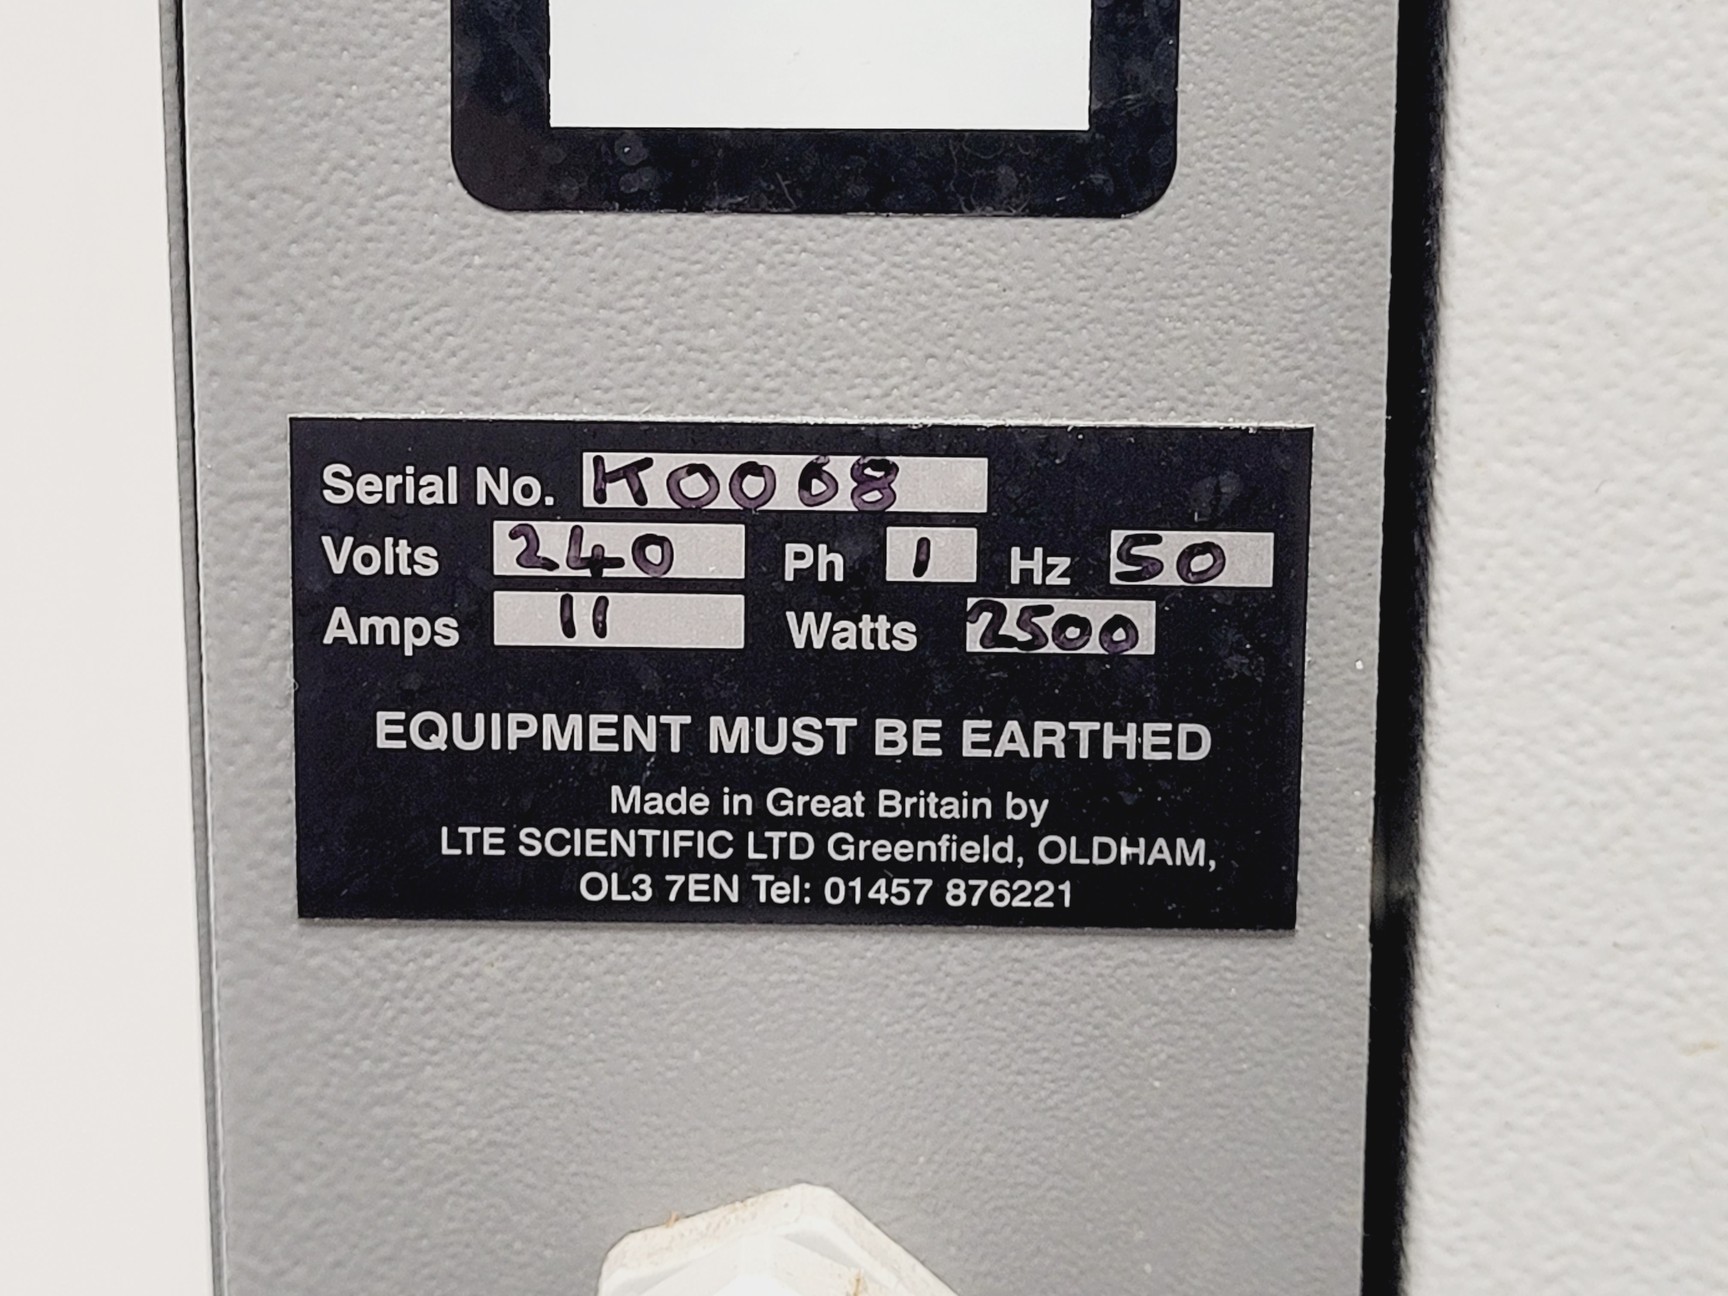 Serial No. K0068
Volts 240 Ph 1 Hz 50
Amps 11 Watts 2500
EQUIPMENT MUST BE EARTHED
Made in Great Britain by
LTE SCIENTIFIC LTD Greenfield, OLDHAM,
OL3 7EN Tel: 01457 876221